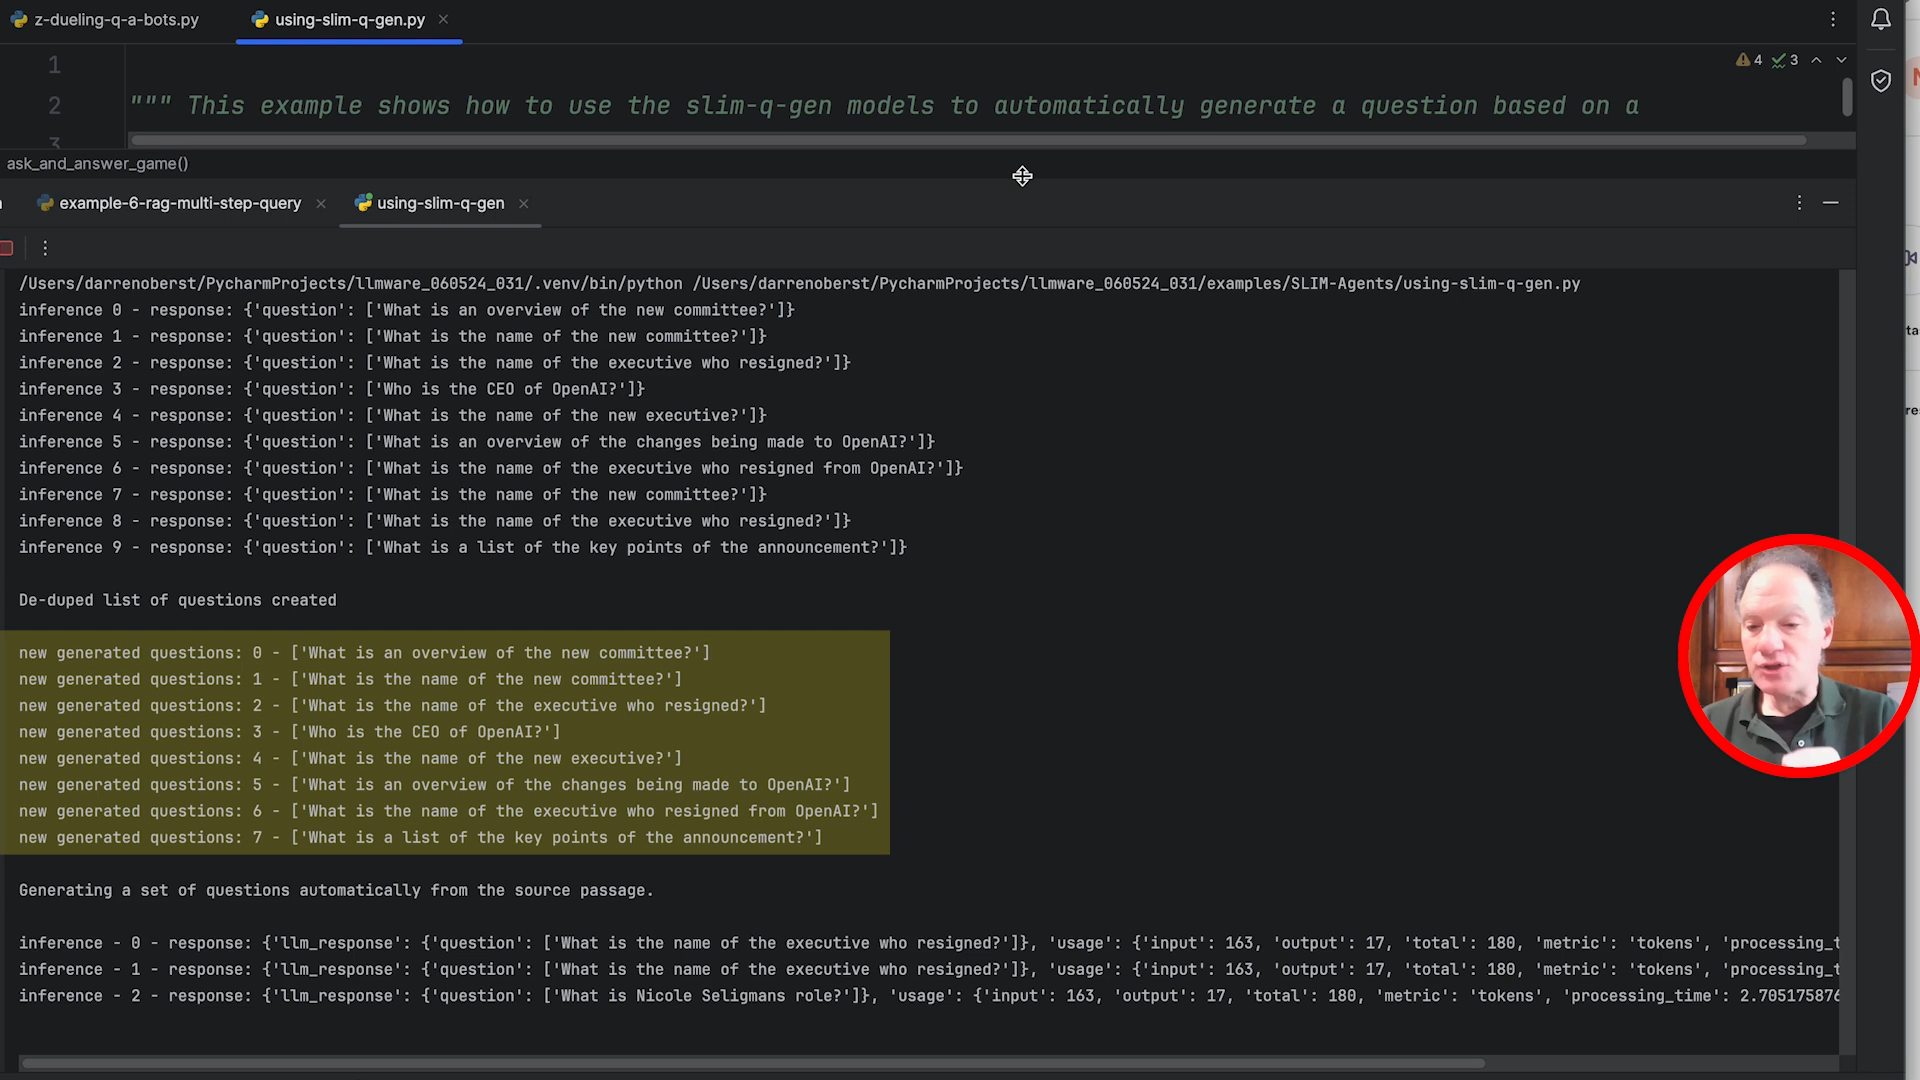 z-dueling-q-a-bots.py
using-slim-q-gen.py
4 3
1
2 """ This example shows how to use the slim-q-gen models to automatically generate a question based on a
3
ask_and_answer_game()
example-6-rag-multi-step-query
using-slim-q-gen
/Users/darrenoberst/PycharmProjects/llmware_060524_031/.venv/bin/python /Users/darrenoberst/PycharmProjects/llmware_060524_031/examples/SLIM-Agents/using-slim-q-gen.py
inference 0 - response: {'question': ['What is an overview of the new committee?']}
inference 1 - response: {'question': ['What is the name of the new committee?']}
inference 2 - response: {'question': ['What is the name of the executive who resigned?']}
inference 3 - response: {'question': ['Who is the CEO of OpenAI?']}
inference 4 - response: {'question': ['What is the name of the new executive?']}
inference 5 - response: {'question': ['What is an overview of the changes being made to OpenAI?']}
inference 6 - response: {'question': ['What is the name of the executive who resigned from OpenAI?']}
inference 7 - response: {'question': ['What is the name of the new committee?']}
inference 8 - response: {'question': ['What is the name of the executive who resigned?']}
inference 9 - response: {'question': ['What is a list of the key points of the announcement?']}
De-duped list of questions created
new generated questions: 0 - ['What is an overview of the new committee?']
new generated questions: 1 - ['What is the name of the new committee?']
new generated questions: 2 - ['What is the name of the executive who resigned?']
new generated questions: 3 - ['Who is the CEO of OpenAI?']
new generated questions: 4 - ['What is the name of the new executive?']
new generated questions: 5 - ['What is an overview of the changes being made to OpenAI?']
new generated questions: 6 - ['What is the name of the executive who resigned from OpenAI?']
new generated questions: 7 - ['What is a list of the key points of the announcement?']
Generating a set of questions automatically from the source passage.
inference - 0 - response: {'llm_response': {'question': ['What is the name of the executive who resigned?']}, 'usage': {'input': 163, 'output': 17, 'total': 180, 'metric': 'tokens', 'processing_t
inference - 1 - response: {'llm_response': {'question': ['What is the name of the executive who resigned?']}, 'usage': {'input': 163, 'output': 17, 'total': 180, 'metric': 'tokens', 'processing_t
inference - 2 - response: {'llm_response': {'question': ['What is Nicole Seligmans role?']}, 'usage': {'input': 163, 'output': 17, 'total': 180, 'metric': 'tokens', 'processing_time': 2.705175876